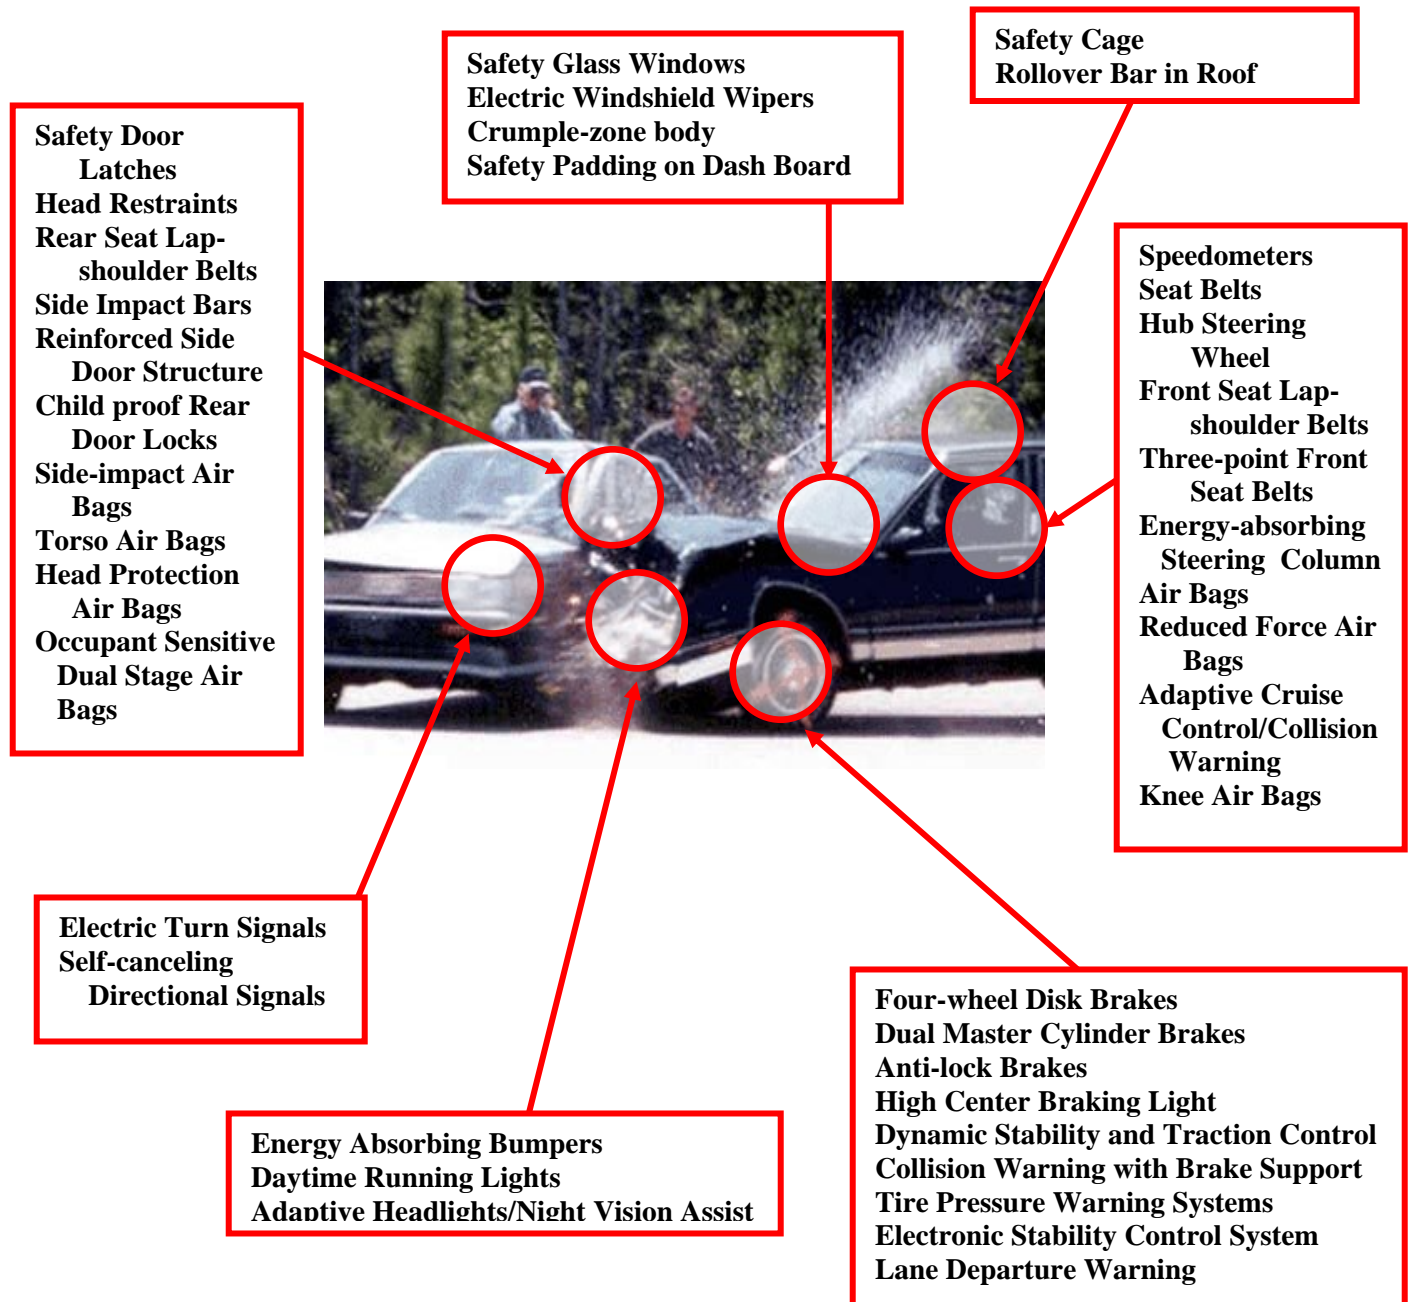 Safety Cage
Rollover Bar in Roof
Safety Glass Windows
Electric Windshield Wipers
Crumple-zone body
Safety Padding on Dash Board
Safety Door
Latches
Head Restraints
Rear Seat Lap-
shoulder Belts
Side Impact Bars
Reinforced Side
Door Structure
Child proof Rear
Door Locks
Side-impact Air
Bags
Torso Air Bags
Head Protection
Air Bags
Occupant Sensitive
Dual Stage Air
Bags
Speedometers
Seat Belts
Hub Steering
Wheel
Front Seat Lap-
shoulder Belts
Three-point Front
Seat Belts
Energy-absorbing
Steering Column
Air Bags
Reduced Force Air
Bags
Adaptive Cruise
Control/Collision
Warning
Knee Air Bags
Electric Turn Signals
Self-canceling
Directional Signals
Energy Absorbing Bumpers
Daytime Running Lights
Adaptive Headlights/Night Vision Assist
Four-wheel Disk Brakes
Dual Master Cylinder Brakes
Anti-lock Brakes
High Center Braking Light
Dynamic Stability and Traction Control
Collision Warning with Brake Support
Tire Pressure Warning Systems
Electronic Stability Control System
Lane Departure Warning